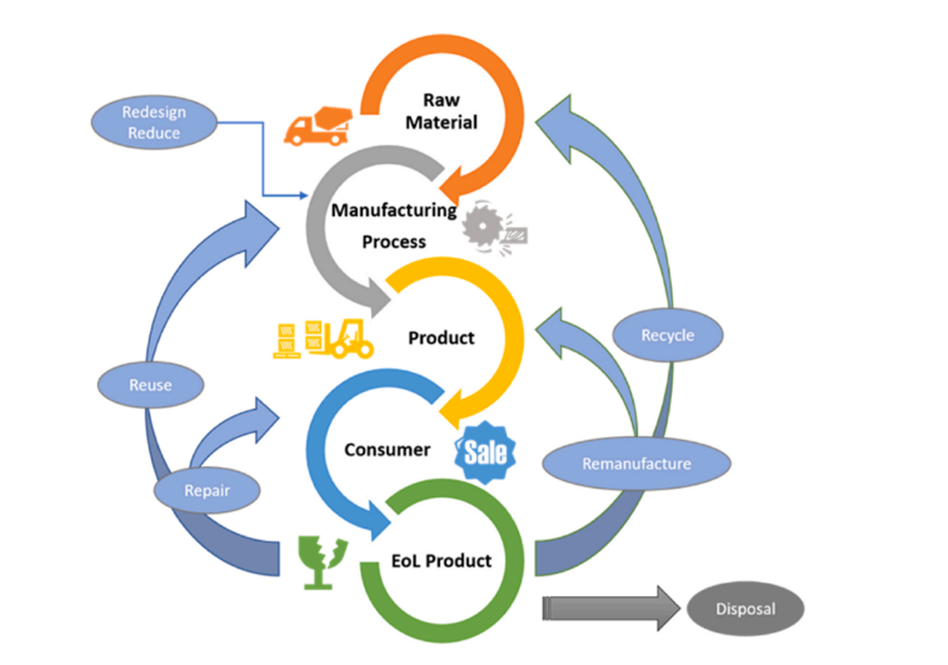 Raw
Material
Redesign
Reduce
Manufacturing
Process
Product
Recycle
Reuse
Consumer
Sale
Remanufacture
Repair
EoL Product
Disposal